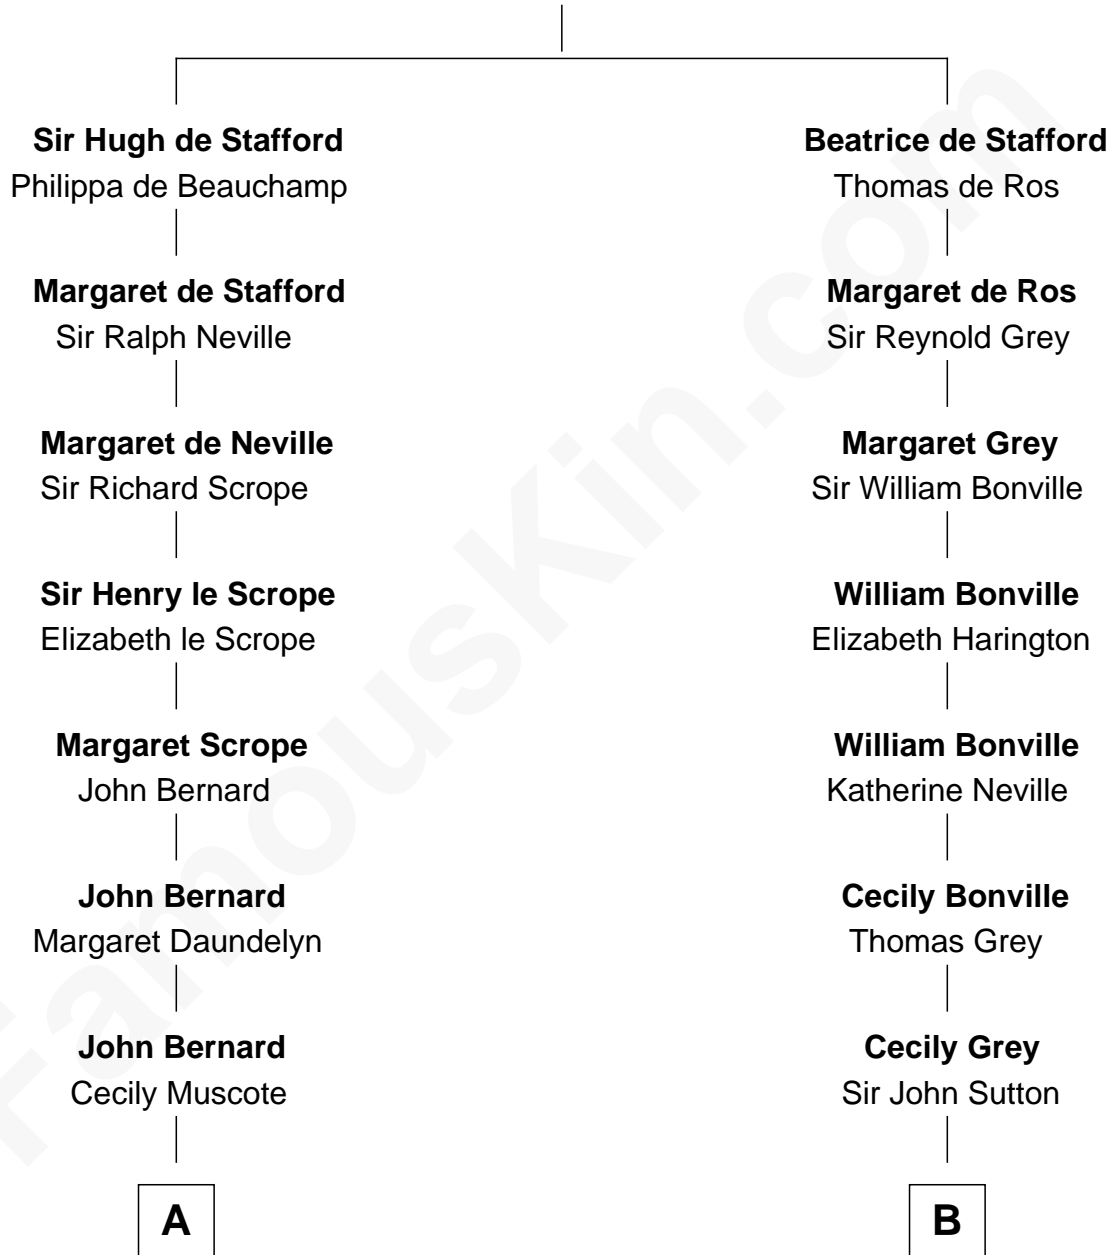 Sir Hugh de Stafford
Philippa de Beauchamp
Margaret de Stafford
Sir Ralph Neville
Margaret de Neville
Sir Richard Scrope
Sir Henry le Scrope
Elizabeth le Scrope
Margaret Scrope
John Bernard
John Bernard
Margaret Daundelyn
John Bernard
Cecily Muscote
A
Beatrice de Stafford
Thomas de Ros
Margaret de Ros
Sir Reynold Grey
Margaret Grey
Sir William Bonville
William Bonville
Elizabeth Harington
William Bonville
Katherine Neville
Cecily Bonville
Thomas Grey
Cecily Grey
Sir John Sutton
B
FamousKin.com